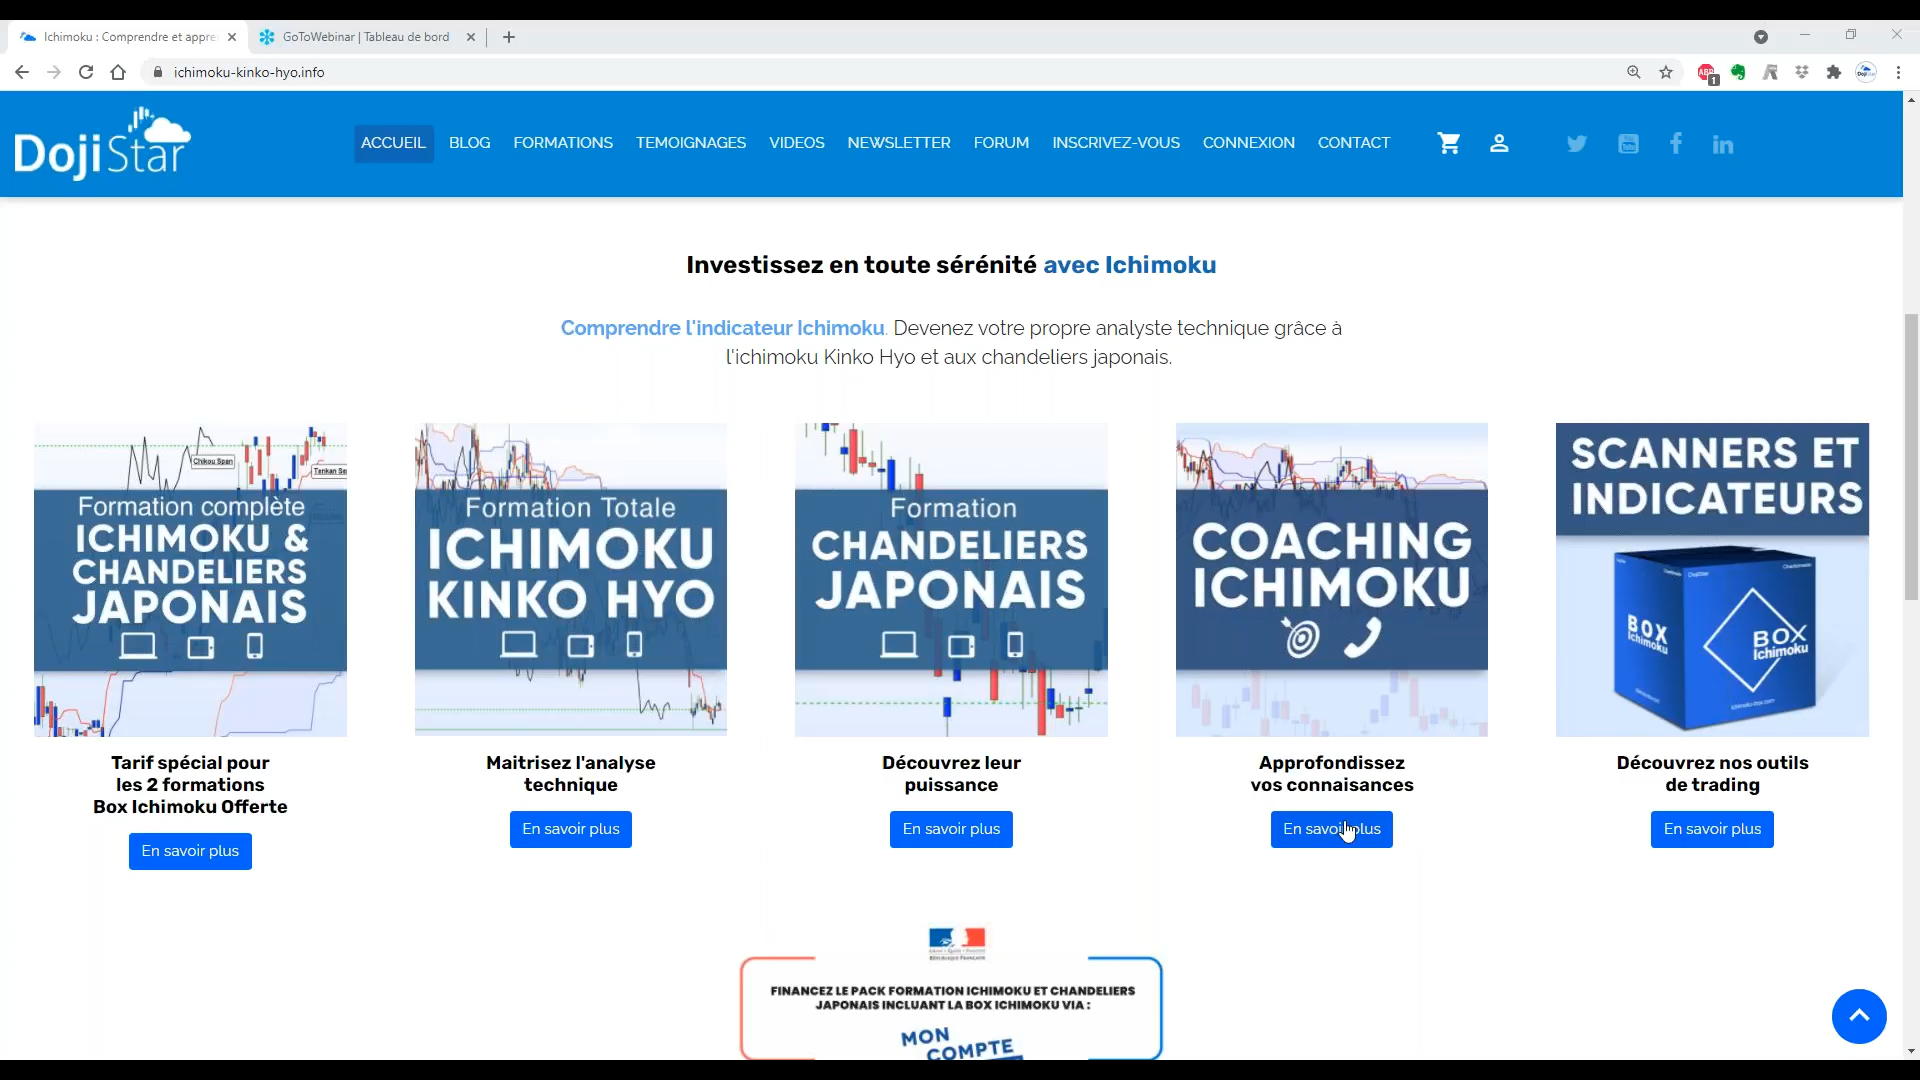 Ichimoku : Comprendre et appre
GoToWebinar | Tableau de bord
ichimoku-kinko-hyo.info
ABP
1
DojiStar
ACCUEIL
BLOG
FORMATIONS
TEMOIGNAGES
VIDEOS
NEWSLETTER
FORUM
INSCRIVEZ-VOUS
CONNEXION
CONTACT
Investissez en toute sérénité avec Ichimoku
Comprendre l'indicateur Ichimoku. Devenez votre propre analyste technique grâce à
l'ichimoku Kinko Hyo et aux chandeliers japonais.
Chikou Span
Tenkan Se
Formation complète
ICHIMOKU &
CHANDELIERS
JAPONAIS
Tarif spécial pour
les 2 formations
Box Ichimoku Offerte
En savoir plus
Formation Totale
ICHIMOKU
KINKO HYO
Maitrisez l'analyse
technique
En savoir plus
Formation
CHANDELIERS
JAPONAIS
Découvrez leur
puissance
En savoir plus
COACHING
ICHIMOKU
Approfondissez
vos connaisances
En savoir plus
SCANNERS ET
INDICATEURS
BOX
Ichimoku
BOX
Ichimoku
Découvrez nos outils
de trading
En savoir plus
FINANCEZ LE PACK FORMATION ICHIMOKU ET CHANDELIERS
JAPONAIS INCLUANT LA BOX ICHIMOKU VIA :
MON
COMPTE